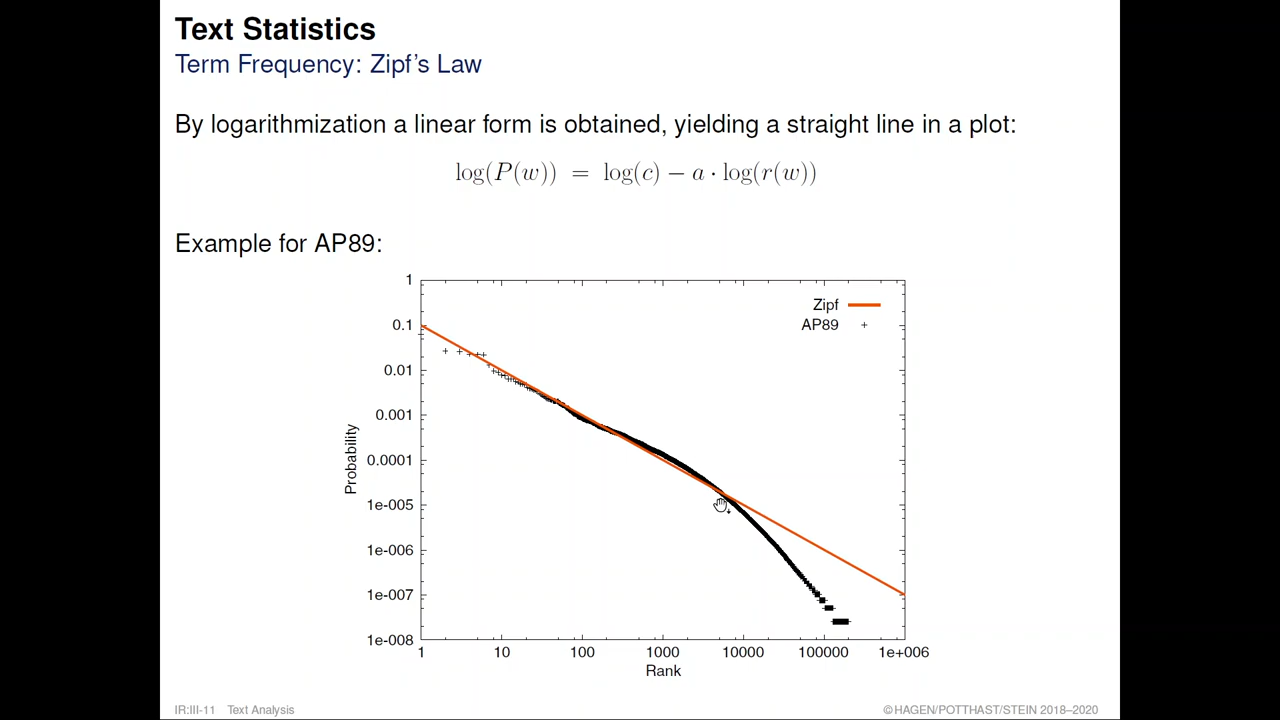 Text Statistics
Term Frequency: Zipf's Law
By logarithmization a linear form is obtained, yielding a straight line in a plot:
log(P(w)) = log(c) − a · log(r(w))
Example for AP89:
Zipf
AP89
1
0.1
0.01
0.001
0.0001
1e-005
1e-006
1e-007
1e-008
Probability
1 10 100 1000 10000 100000 1e+006
Rank
IR:III-11 Text Analysis
©HAGEN/POTTHAST/STEIN 2018–2020